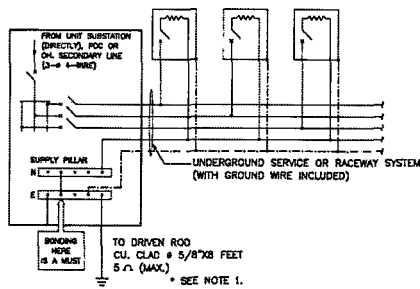 FROM UNIT SUBSTATION
(DIRECTLY), POC OR
OH. SECONDARY LINE
(3-ø 4-WIRE)
SUPPLY PILLAR
N
E
UNDERGROUND SERVICE OR RACEWAY SYSTEM
(WITH GROUND WIRE INCLUDED)
BONDING
HERE
IS A MUST
TO DRIVEN ROD
CU. CLAD ø 5/8"X8 FEET
5 Ω (MAX.)
* SEE NOTE 1.